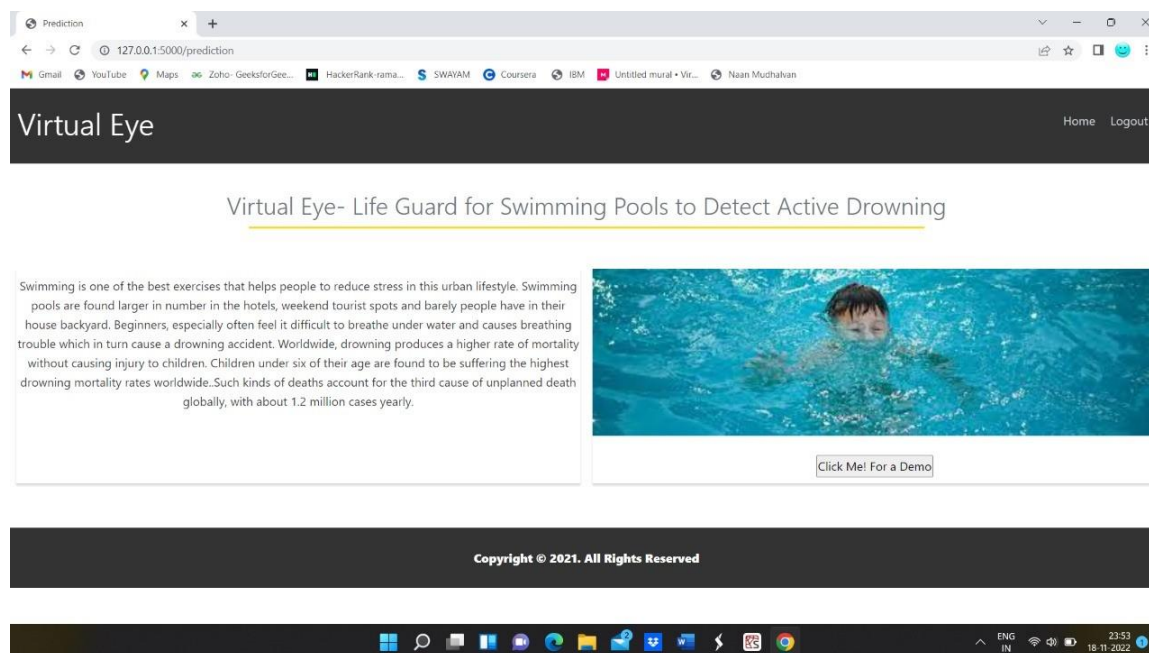 Prediction
127.0.0.1:5000/prediction
Gmail YouTube Maps Zoho- GeeksforGee... HackerRank-rama... SWAYAM Coursera IBM Untitled mural • Vir... Naan Mudhalvan
Virtual Eye
Home Logout
Virtual Eye- Life Guard for Swimming Pools to Detect Active Drowning
Swimming is one of the best exercises that helps people to reduce stress in this urban lifestyle. Swimming
pools are found larger in number in the hotels, weekend tourist spots and barely people have in their
house backyard. Beginners, especially often feel it difficult to breathe under water and causes breathing
trouble which in turn cause a drowning accident. Worldwide, drowning produces a higher rate of mortality
without causing injury to children. Children under six of their age are found to be suffering the highest
drowning mortality rates worldwide..Such kinds of deaths account for the third cause of unplanned death
globally, with about 1.2 million cases yearly.
Click Me! For a Demo
Copyright © 2021. All Rights Reserved
ENG
IN
23:53
18-11-2022